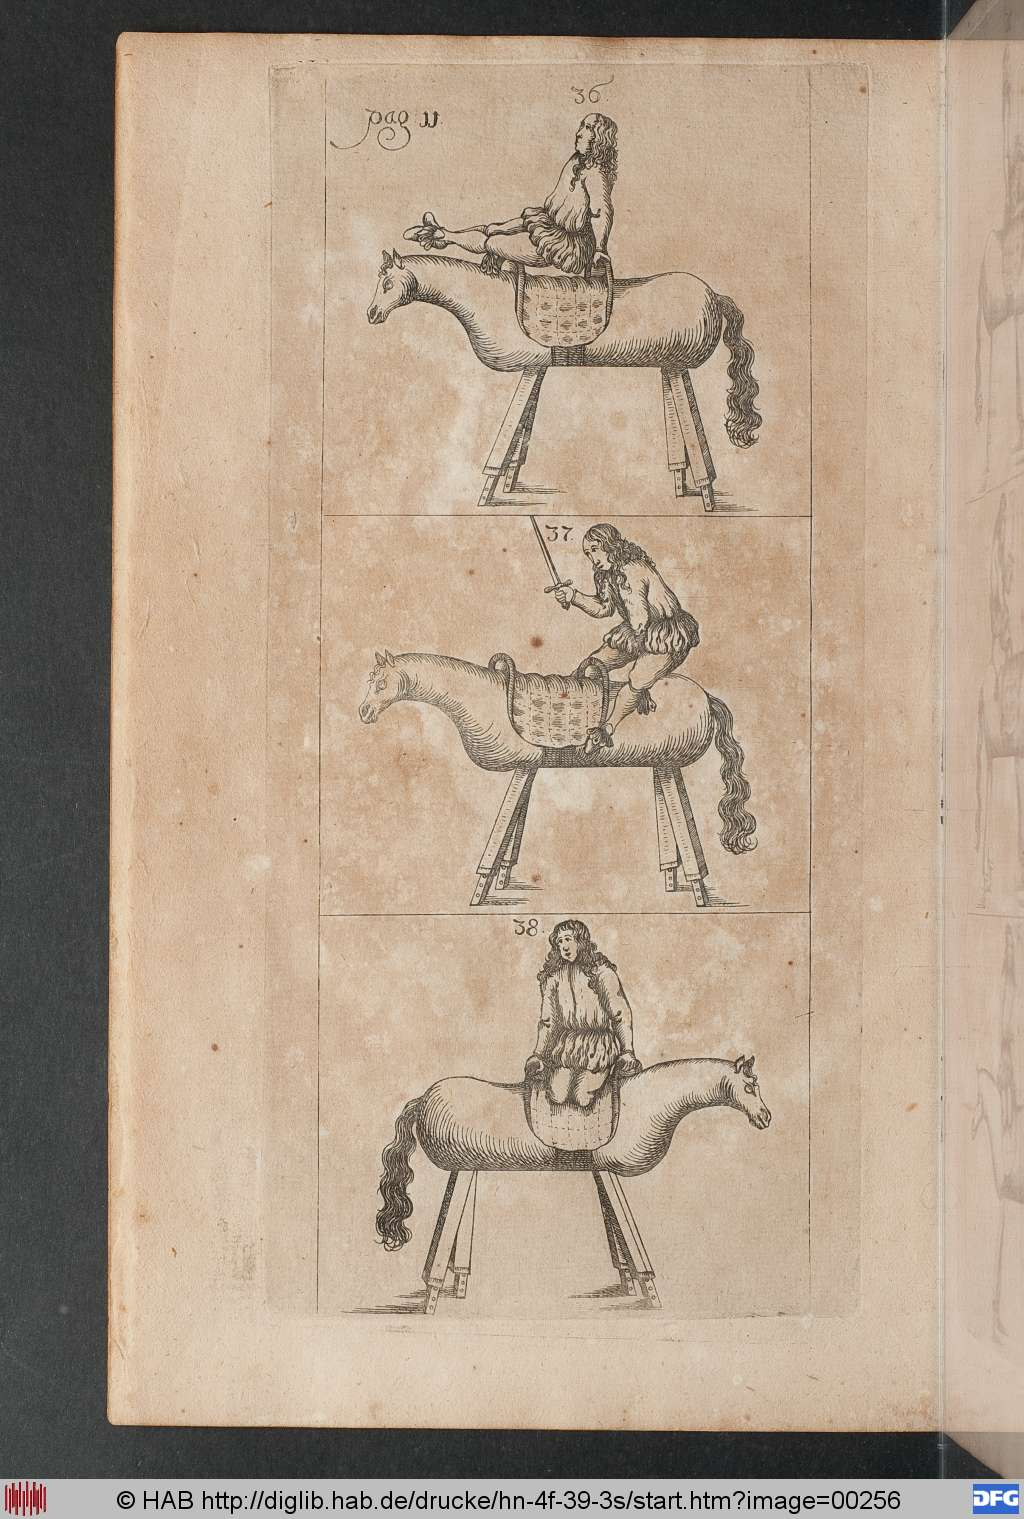 36.
pag 11.
37.
38.
© HAB http://diglib.hab.de/drucke/hn-4f-39-3s/start.htm?image=00256
DFG